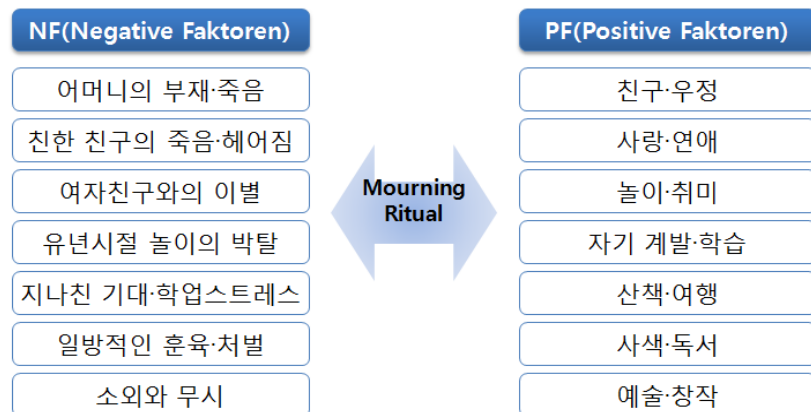 NF(Negative Faktoren)
어머니의 부재·죽음
친한 친구의 죽음·헤어짐
여자친구와의 이별
유년시절 놀이의 박탈
지나친 기대·학업스트레스
일방적인 훈육·처벌
소외와 무시
Mourning
Ritual
PF(Positive Faktoren)
친구·우정
사랑·연애
놀이·취미
자기 계발·학습
산책·여행
사색·독서
예술·창작